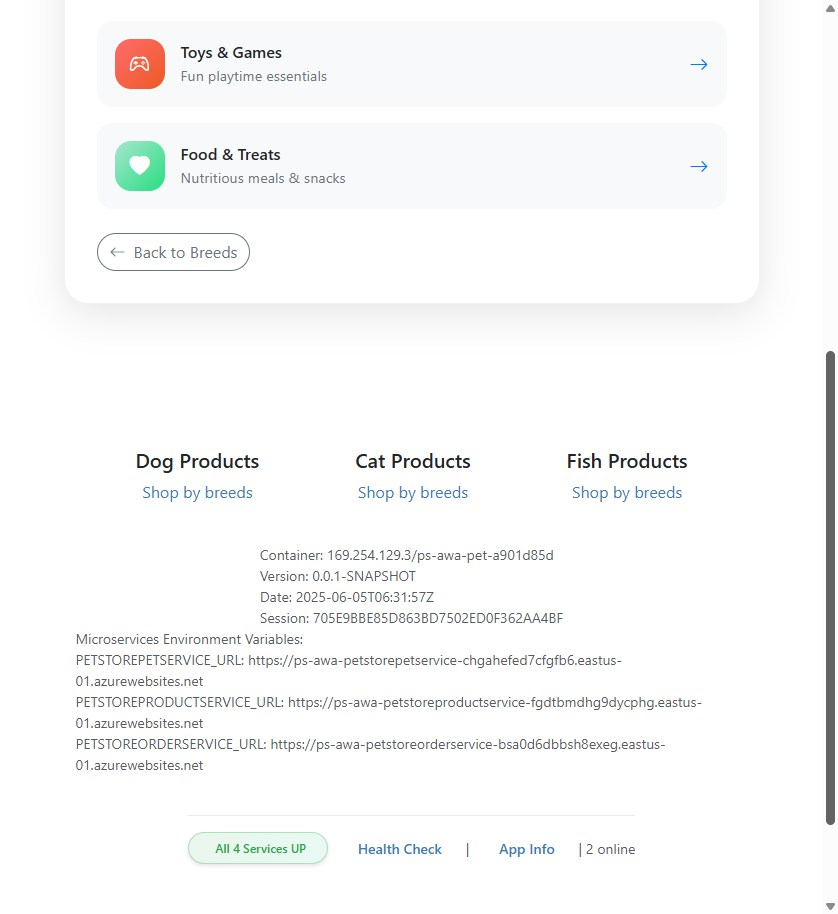 Toys & Games
Fun playtime essentials
Food & Treats
Nutritious meals & snacks
Back to Breeds
Dog Products
Cat Products
Fish Products
Shop by breeds
Shop by breeds
Shop by breeds
Container: 169.254.129.3/ps-awa-pet-a901d85d
Version: 0.0.1-SNAPSHOT
Date: 2025-06-05T06:31:57Z
Session: 705E9BBE85D863BD7502ED0F362AA4BF
Microservices Environment Variables:
PETSTOREPETSERVICE_URL: https://ps-awa-petstorepetservice-chgahefed7cfgfb6.eastus-
01.azurewebsites.net
PETSTOREPRODUCTSERVICE_URL: https://ps-awa-petstoreproductservice-fgdtbmdhg9dycphg.eastus-
01.azurewebsites.net
PETSTOREORDERSERVICE_URL: https://ps-awa-petstoreorderservice-bsa0d6dbbsh8exeg.eastus-
01.azurewebsites.net
All 4 Services UP
Health Check | App Info | 2 online